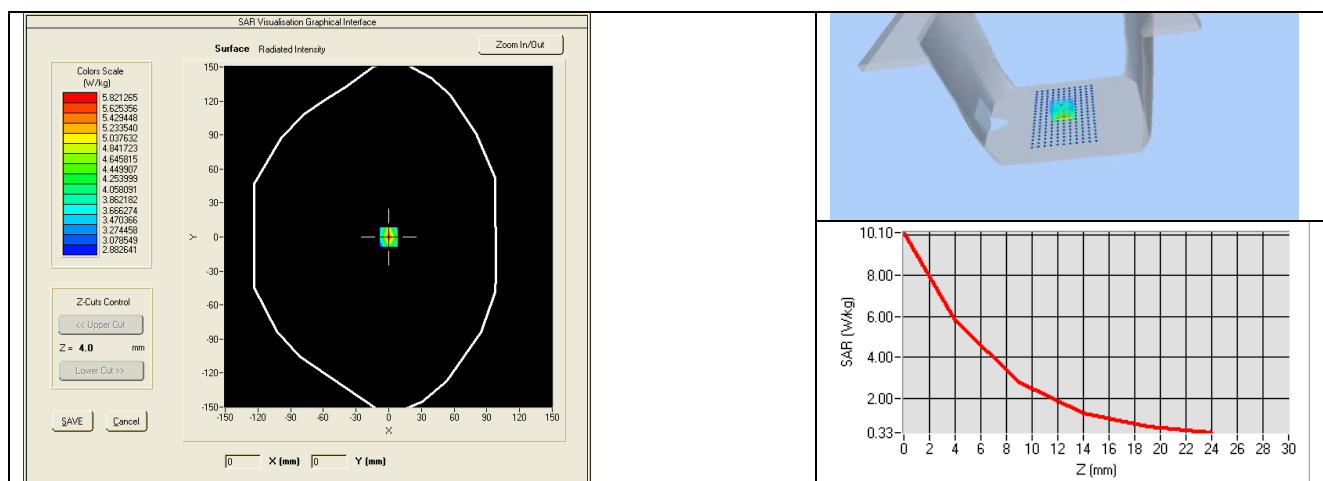 SAR Visualisation Graphical Interface
Surface Radiated Intensity
Zoom In/Out
Colors Scale
(W/kg)
5.821265
5.625356
5.429448
5.233540
5.037632
4.841723
4.645815
4.449907
4.253999
4.058091
3.862182
3.666274
3.470366
3.274458
3.078549
2.882641
Z-Cuts Control
<< Upper Cut
Z = 4.0 mm
Lower Cut >>
SAVE Cancel
150
120
90
60
30
0
-30
-60
-90
-120
-150
Y
-150 -120 -90 -60 -30 0 30 60 90 120 150
X
0 X (mm) 0 Y (mm)
10.10
8.00
6.00
4.00
2.00
0.33
SAR (W/kg)
0 2 4 6 8 10 12 14 16 18 20 22 24 26 28 30
Z (mm)